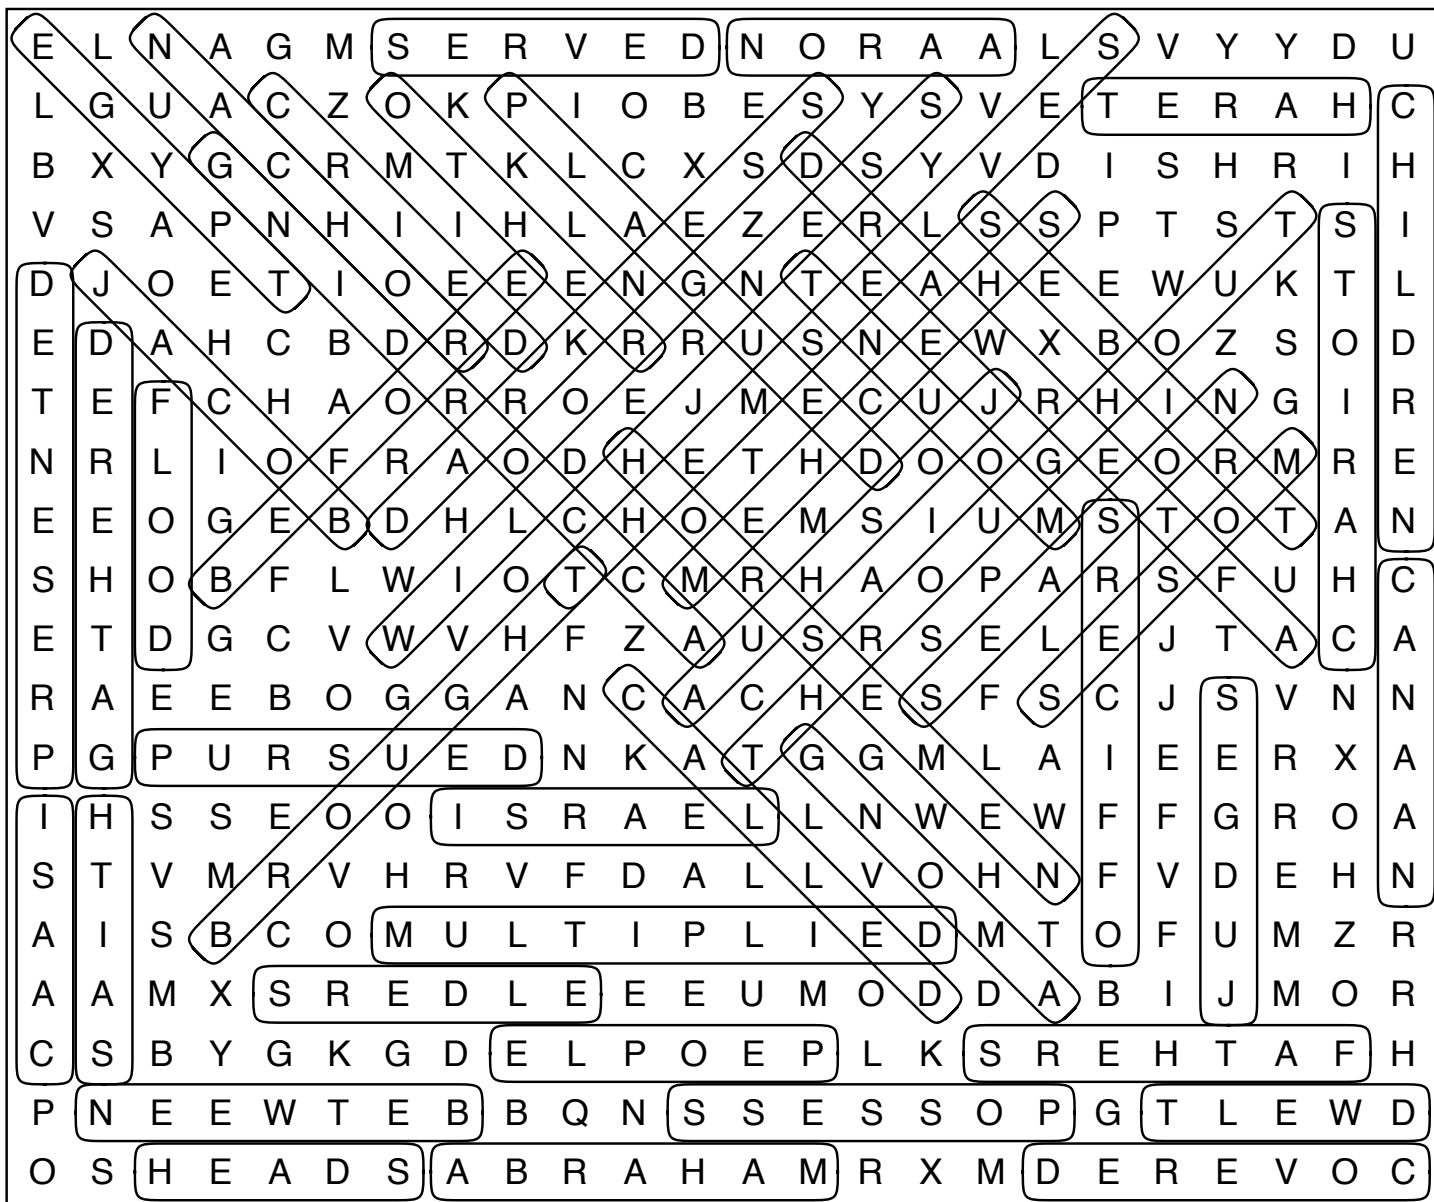 E L N A G M S E R V E D N O R A A L S V Y Y D U
L G U A C Z O K P I O B E S Y S V E T E R A H C
B X Y G C R M T K L C X S D S Y V D I S H R I H
V S A P N H I I H L A E Z E R L S S P T S T S I
D J O E T I O E E E N G N T E A H E E W U K T L
E D A H C B D R D K R R U S N E W X B O Z S O D
T E F C H A O R R O E J M E C U J R H I N G I R
N R L I O F R A O D H E T H D O O G E O R M R E
E E O G E B D H L C H O E M S I U M S T O T A N
S H O B F L W I O T C M R H A O P A R S F U H C
E T D G C V W V H F Z A U S R S E L E J T A C A
R A E E B O G G A N C A C H E S F S C J S V N N
P G P U R S U E D N K A T G G M L A I E E R X A
I H S S E O O I S R A E L L N W E W F F G R O A
S T V M R V H R V F D A L L V O H N F V D E H N
A I S B C O M U L T I P L I E D M T O F U M Z R
A A M X S R E D L E E E U M O D D A B I J M O R
C S B Y G K G D E L P O E P L K S R E H T A F H
P N E E W T E B B Q N S S E S S O P G T L E W D
O S H E A D S A B R A H A M R X M D E R E V O C